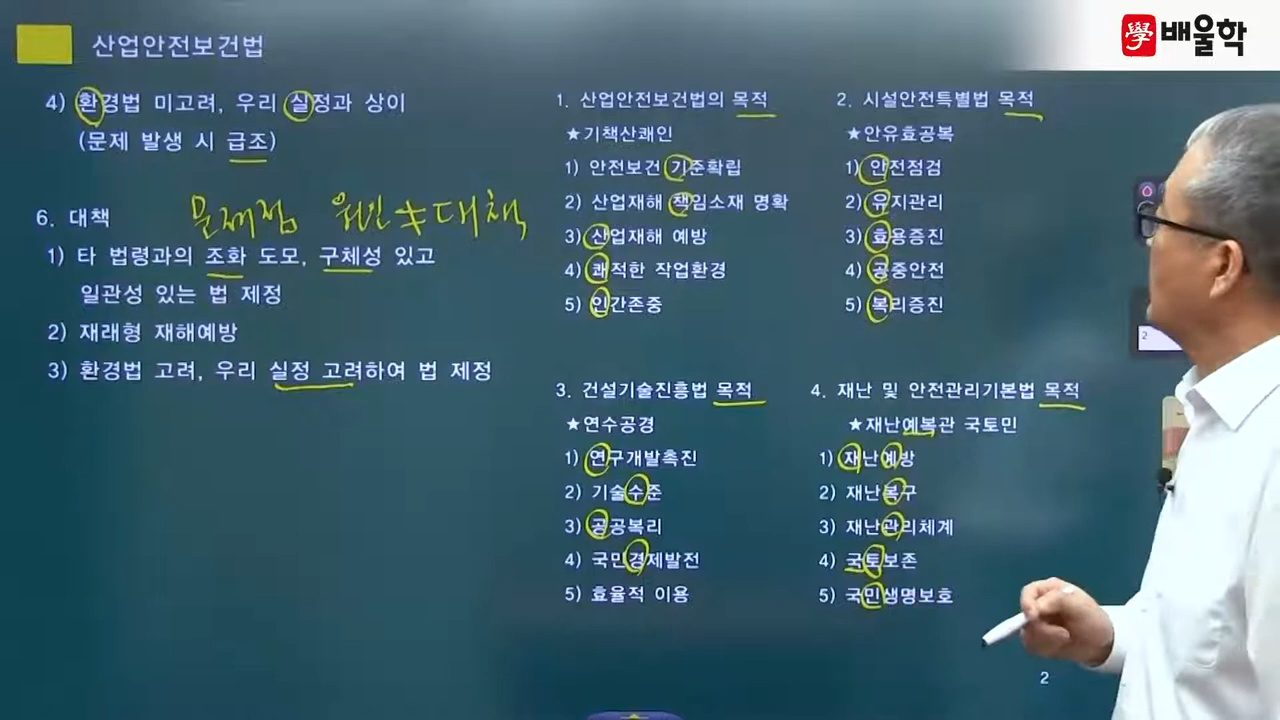 산업안전보건법
學 배울학
4) 환경법 미고려, 우리 실정과 상이
(문제 발생 시 급조)
문제점 원인 ≠ 대책
6. 대책
1) 타 법령과의 조화 도모, 구체성 있고
일관성 있는 법 제정
2) 재래형 재해예방
3) 환경법 고려, 우리 실정 고려하여 법 제정
1. 산업안전보건법의 목적
★기책산쾌인
1) 안전보건 기준확립
2) 산업재해 책임소재 명확
3) 산업재해 예방
4) 쾌적한 작업환경
5) 인간존중
2. 시설안전특별법 목적
★안유효공복
1) 안전점검
2) 유지관리
3) 효용증진
4) 공중안전
5) 복리증진
3. 건설기술진흥법 목적
★연수공경
1) 연구개발촉진
2) 기술수준
3) 공공복리
4) 국민경제발전
5) 효율적 이용
4. 재난 및 안전관리기본법 목적
★재난예복관 국토민
1) 재난예방
2) 재난복구
3) 재난관리체계
4) 국토보존
5) 국민생명보호
2
2